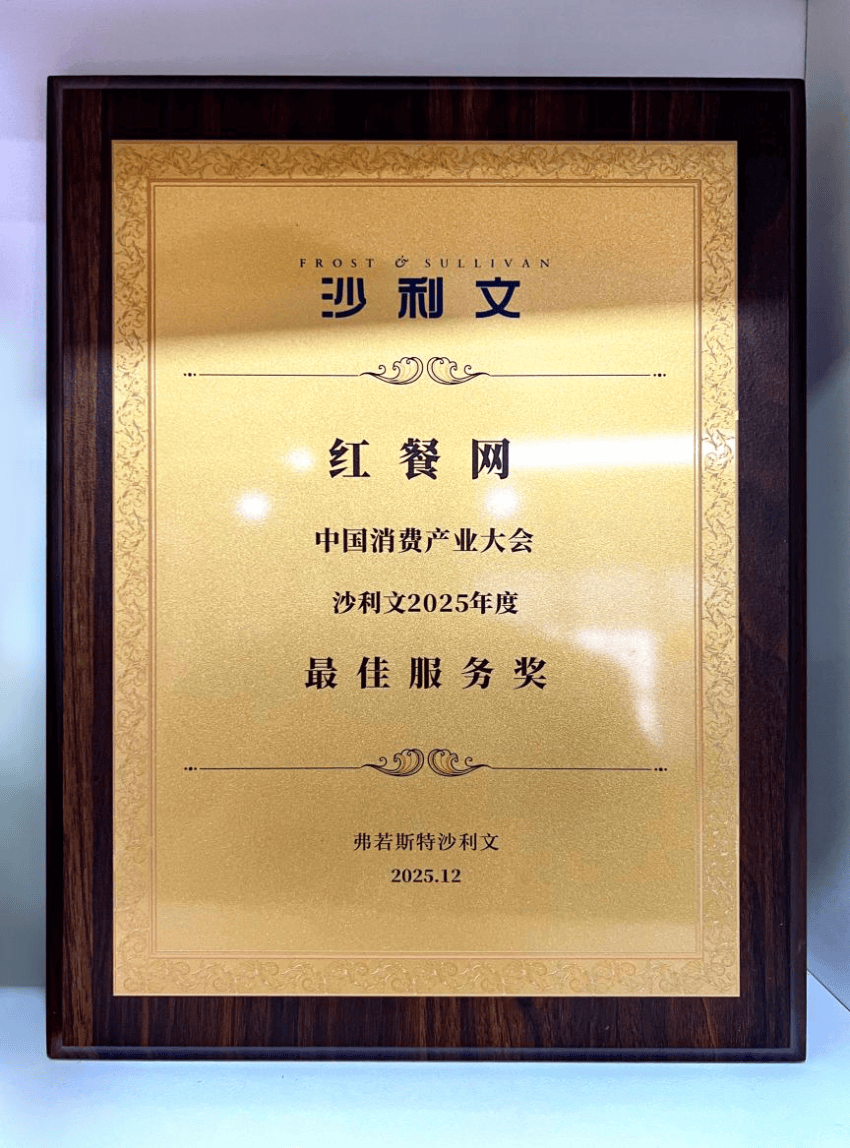 FROST & SULLIVAN
沙利文
红餐网
中国消费产业大会
沙利文2025年度
最佳服务奖
弗若斯特沙利文
2025.12